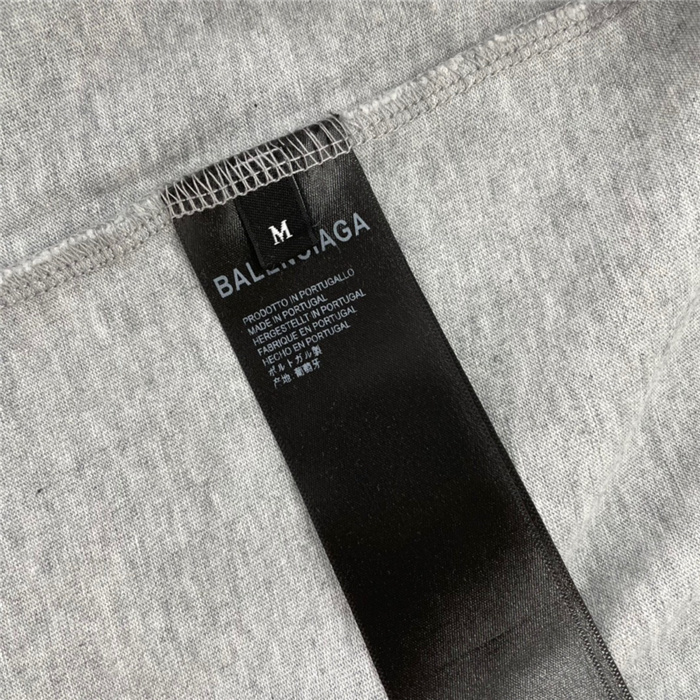 M
BALENCIAGA
PRODOTTO IN PORTUGALLO
MADE IN PORTUGAL
HERGESTELLT IN PORTUGAL
FABRIQUE EN PORTUGAL
HECHO EN PORTUGAL
ポルトガル製
产地:葡萄牙